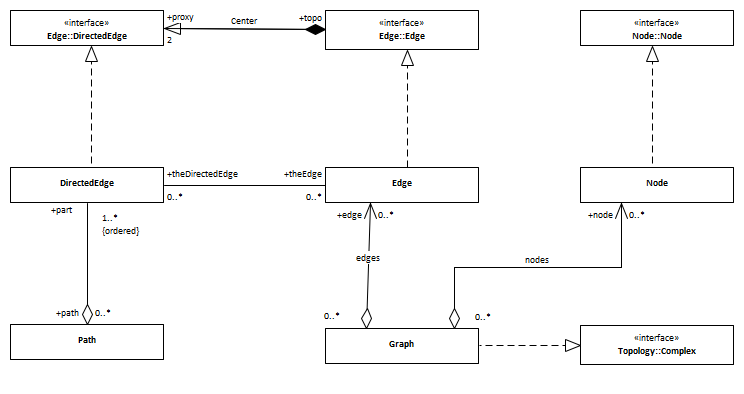 «interface»
Edge::DirectedEdge
+proxy
2
Center
+topo
«interface»
Edge::Edge
«interface»
Node::Node
DirectedEdge
+theDirectedEdge
0..*
+theEdge
0..*
Edge
Node
+part
1..*
{ordered}
+edge
0..*
+node
0..*
edges
nodes
+path
0..*
0..*
0..*
Path
Graph
«interface»
Topology::Complex